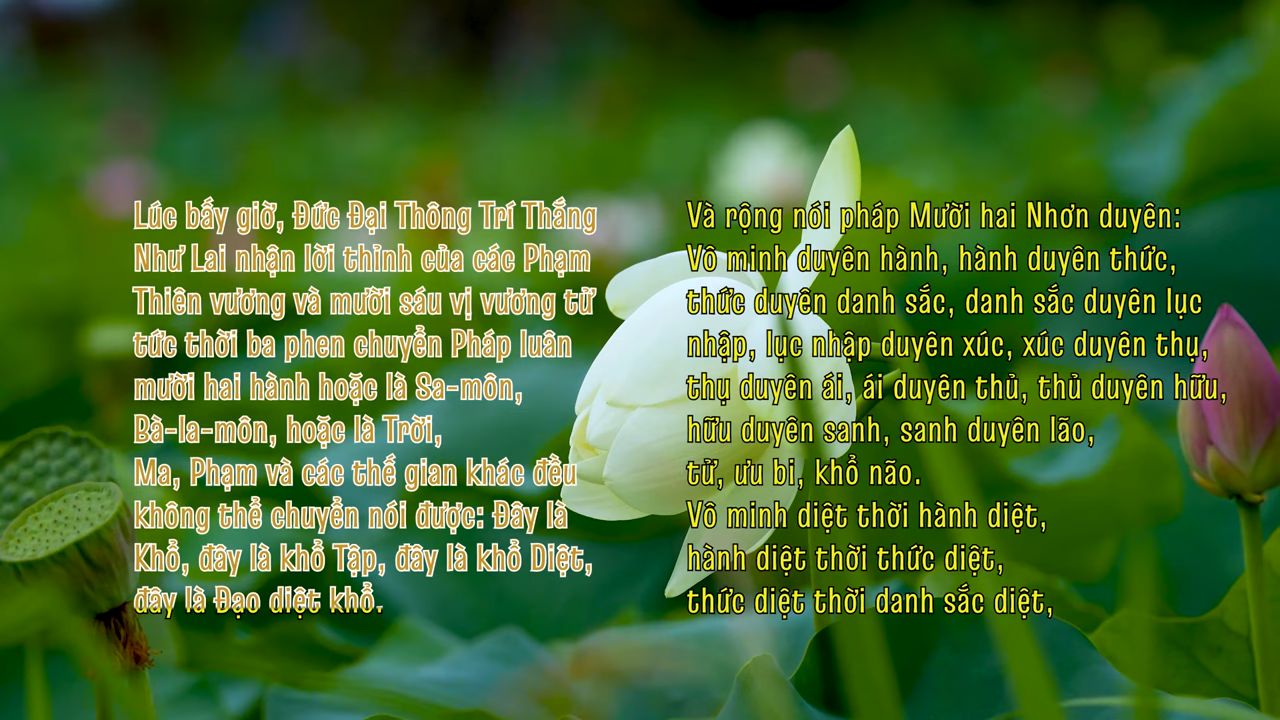 Lúc bấy giờ, Đức Đại Thông Trí Thắng
Như Lai nhận lời thỉnh của các Phạm
Thiên vương và mười sáu vị vương tử
tức thời ba phen chuyển Pháp luân
mười hai hành hoặc là Sa-môn,
Bà-la-môn, hoặc là Trời,
Ma, Phạm và các thế gian khác đều
không thể chuyển nói được: Đây là
Khổ, đây là khổ Tập, đây là khổ Diệt,
đây là Đạo diệt khổ.
Và rộng nói pháp Mười hai Nhơn duyên:
Vô minh duyên hành, hành duyên thức,
thức duyên danh sắc, danh sắc duyên lục
nhập, lục nhập duyên xúc, xúc duyên thụ,
thụ duyên ái, ái duyên thủ, thủ duyên hữu,
hữu duyên sanh, sanh duyên lão,
tử, ưu bi, khổ não.
Vô minh diệt thời hành diệt,
hành diệt thời thức diệt,
thức diệt thời danh sắc diệt,